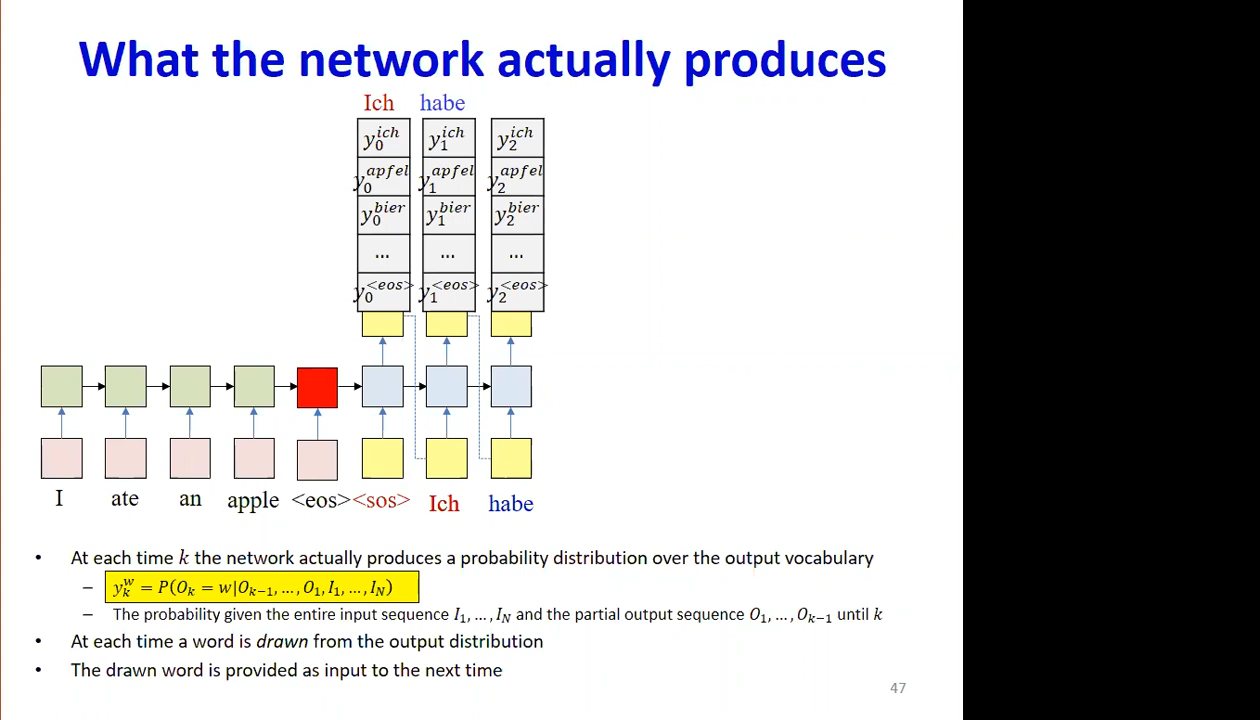 What the network actually produces
Ich habe
y_0^{ich} y_1^{ich} y_2^{ich}
y_0^{apfel} y_1^{apfel} y_2^{apfel}
y_0^{bier} y_1^{bier} y_2^{bier}
… … …
y_0^{<eos>} y_1^{<eos>} y_2^{<eos>}
I ate an apple <eos> <sos> Ich habe
• At each time k the network actually produces a probability distribution over the output vocabulary
– y_k^w = P(O_k = w|O_{k−1}, …, O_1, I_1, …, I_N)
– The probability given the entire input sequence I_1, …, I_N and the partial output sequence O_1, …, O_{k−1} until k
• At each time a word is drawn from the output distribution
• The drawn word is provided as input to the next time
47